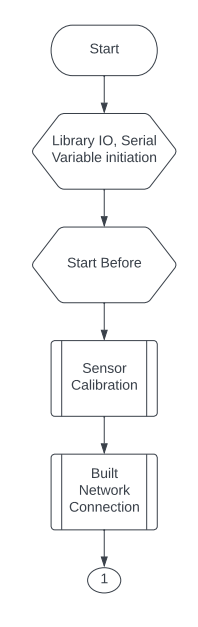 Start
Library IO, Serial
Variable initiation
Start Before
Sensor
Calibration
Built
Network
Connection
1